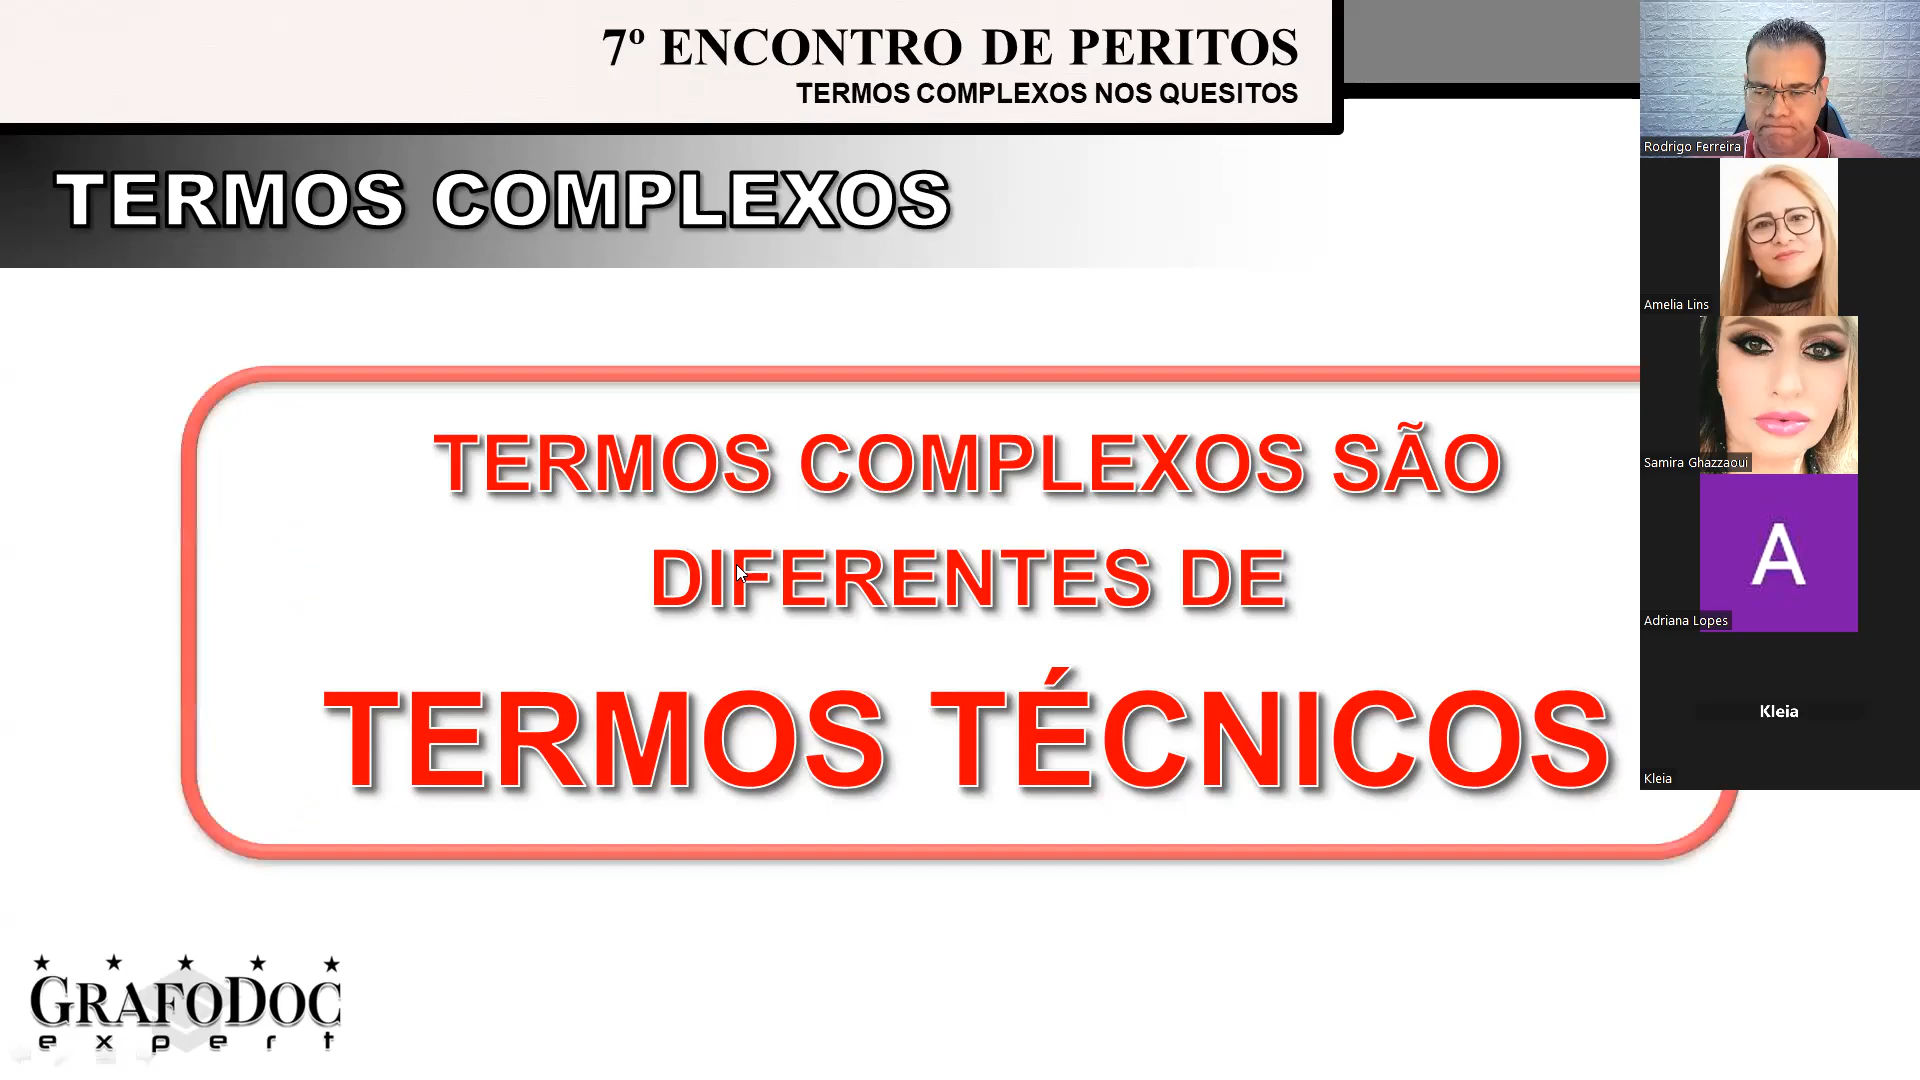 7º ENCONTRO DE PERITOS
TERMOS COMPLEXOS NOS QUESITOS
TERMOS COMPLEXOS
TERMOS COMPLEXOS SÃO
DIFERENTES DE
TERMOS TÉCNICOS
GRAFODOC
expert
Rodrigo Ferreira
Amelia Lins
Samira Ghazzaoui
A
Adriana Lopes
Kleia
Kleia